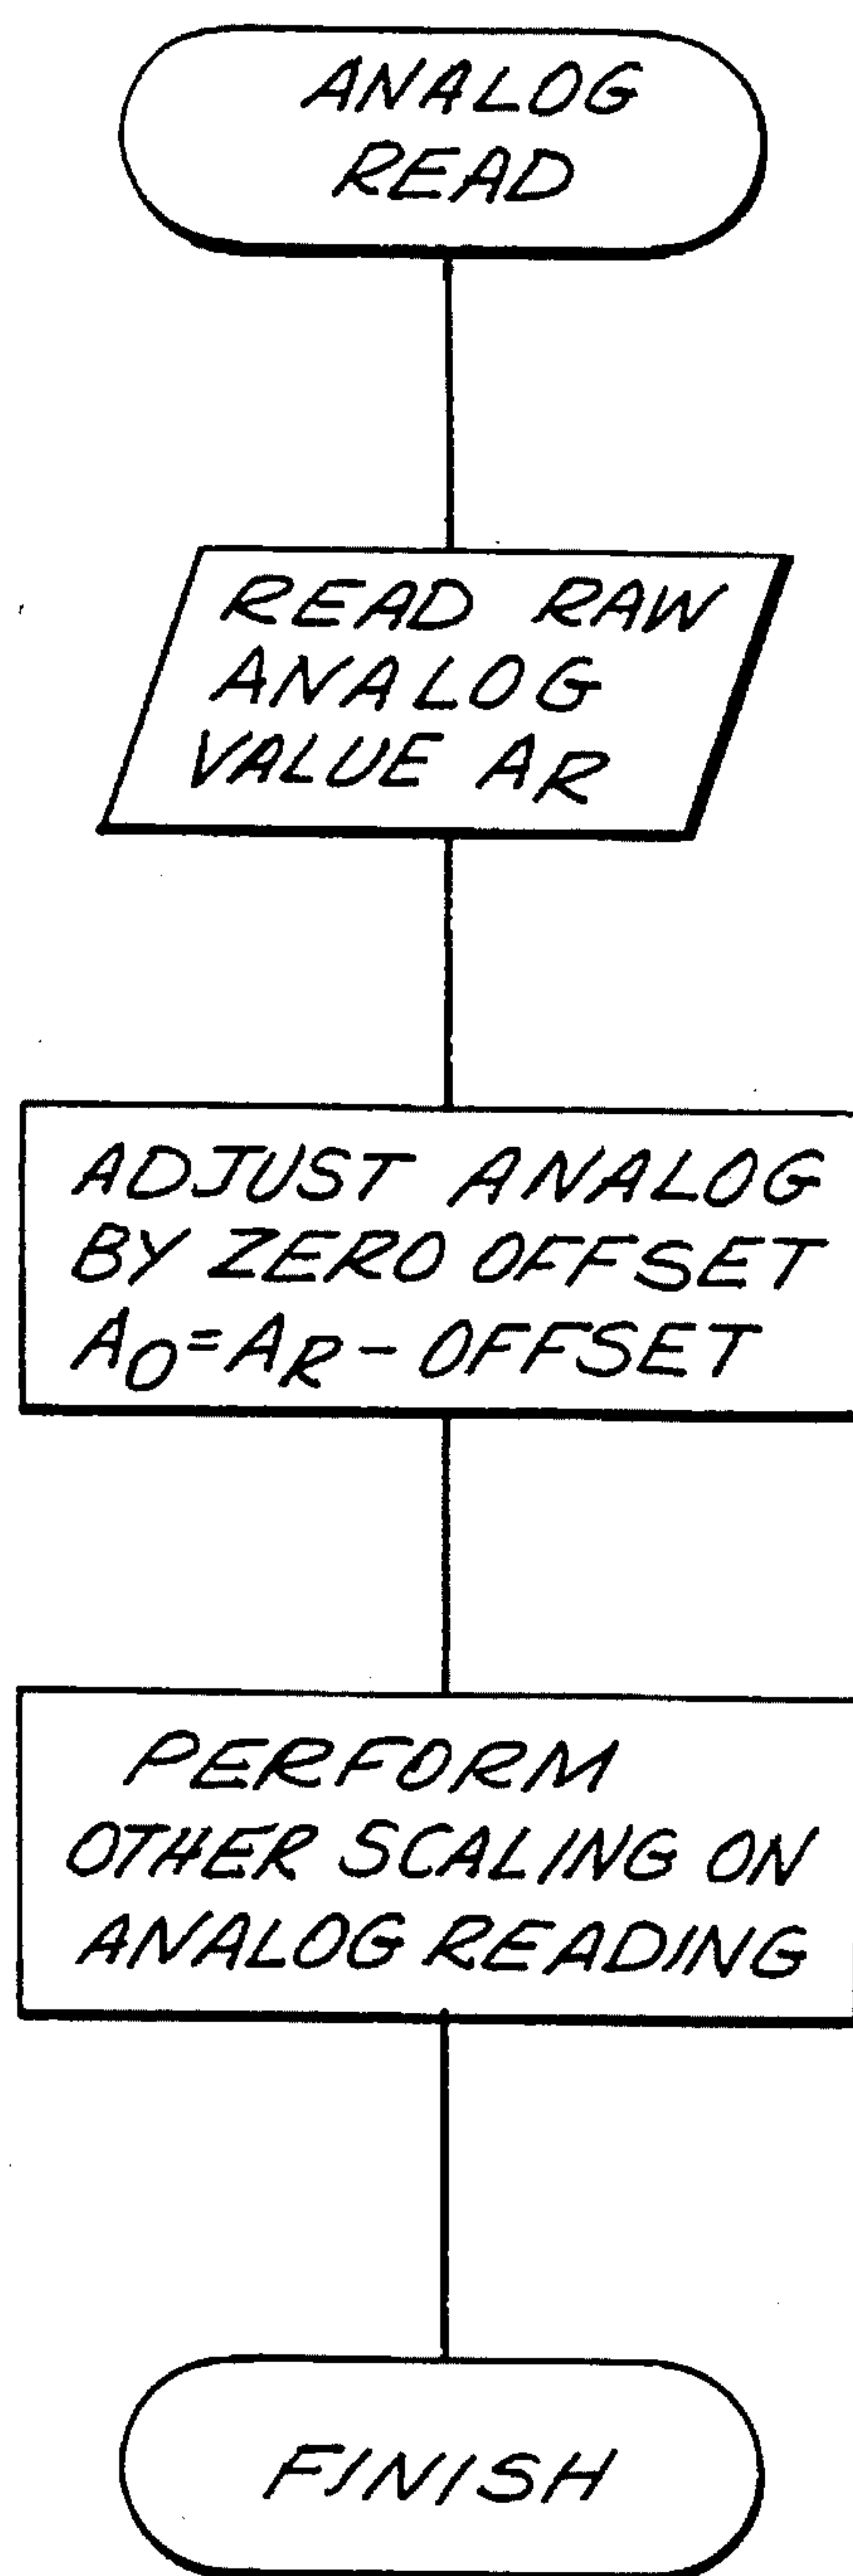 ANALOG
READ
READ RAW
ANALOG
VALUE AR
ADJUST ANALOG
BY ZERO OFFSET
AO=AR-OFFSET
PERFORM
OTHER SCALING ON
ANALOG READING
FINISH